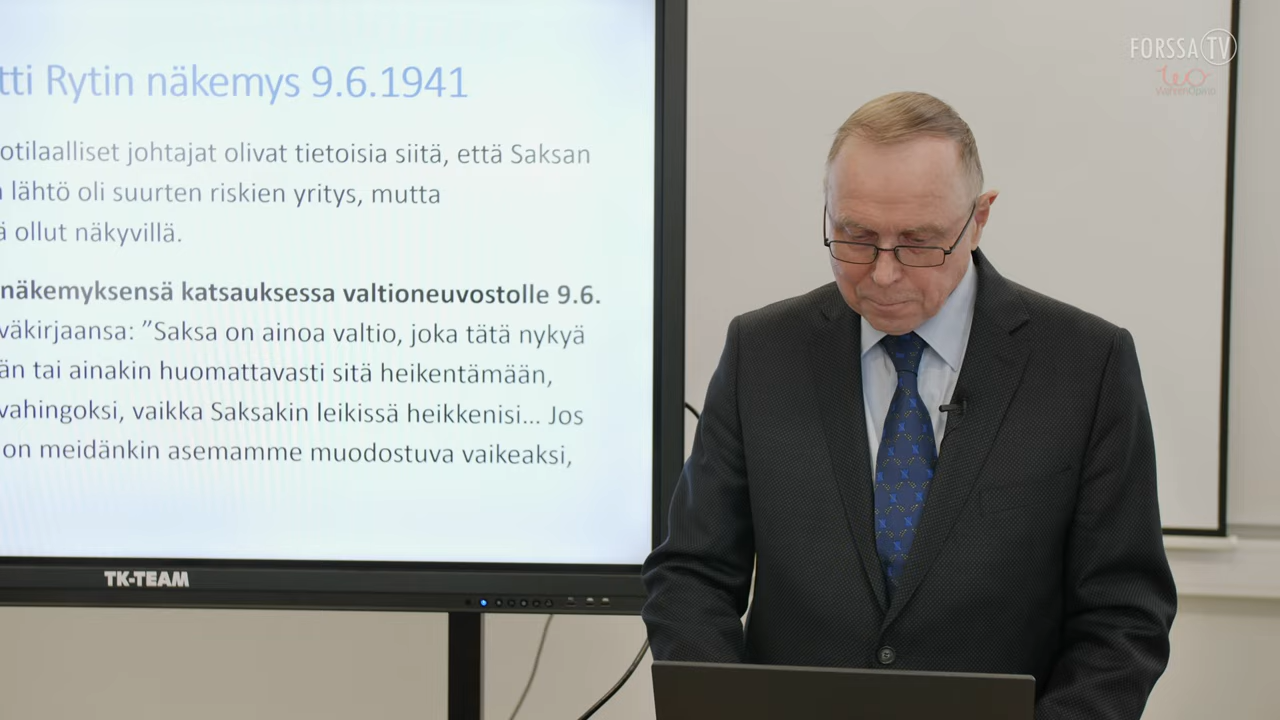 tti Rytin näkemys 9.6.1941
otilaalliset johtajat olivat tietoisia siitä, että Saksan
lähtö oli suurten riskien yritys, mutta
ä ollut näkyvillä.
näkemyksensä katsauksessa valtioneuvostolle 9.6.
väkirjaansa: ”Saksa on ainoa valtio, joka tätä nykyä
än tai ainakin huomattavasti sitä heikentämään,
vahingoksi, vaikka Saksakin leikissä heikkenisi... Jos
on meidänkin asemamme muodostuva vaikeaksi,
TK-TEAM
FORSSA TV
teo